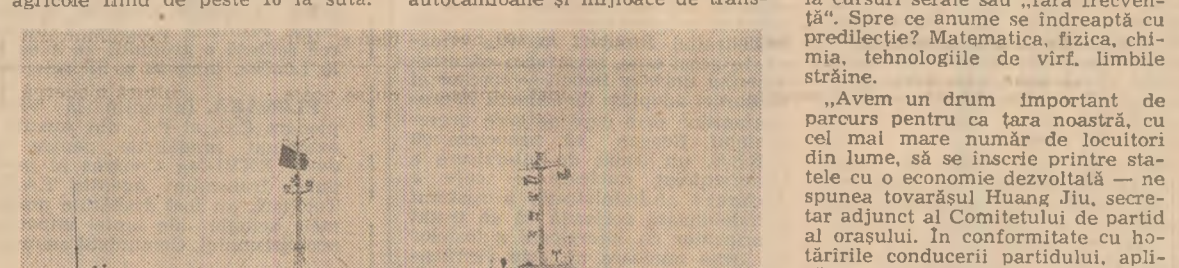 agricole fiind de peste 10 la sută.
autocamioane și mijloace de trans-
la cursuri serale sau „fără frecven-
ță“. Spre ce anume se îndreaptă cu
predilecție? Matematica, fizica, chi-
mia, tehnologiile de vîrf, limbile
străine.
„Avem un drum important de
parcurs pentru ca țara noastră, cu
cel mai mare număr de locuitori
din lume, să se înscrie printre sta-
tele cu o economie dezvoltată — ne
spunea tovarășul Huang Jiu, secre-
tar adjunct al Comitetului de partid
al orașului. În conformitate cu ho-
tărîrile conducerii partidului, apli-